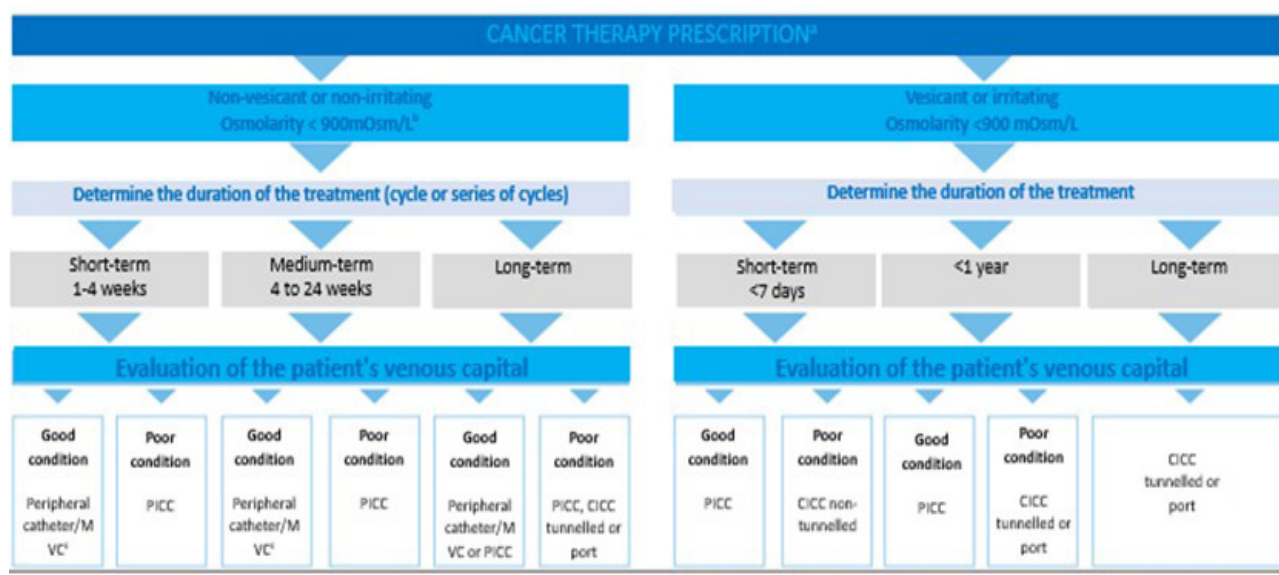 CANCER THERAPY PRESCRIPTIONᵃ
Non-vesicant or non-irritating
Osmolarity < 900mOsm/Lᵇ
Vesicant or irritating
Osmolarity <900 mOsm/L
Determine the duration of the treatment (cycle or series of cycles)
Determine the duration of the treatment
Short-term
1-4 weeks
Medium-term
4 to 24 weeks
Long-term
Short-term
<7 days
<1 year
Long-term
Evaluation of the patient's venous capital
Evaluation of the patient's venous capital
Good
condition
Peripheral
catheter/M
VCᶜ
Poor
condition
PICC
Good
condition
Peripheral
catheter/M
VCᶜ
Poor
condition
PICC
Good
condition
Peripheral
catheter/M
VC or PICC
Poor
condition
PICC, CICC
tunnelled or
port
Good
condition
PICC
Poor
condition
CICC non-
tunnelled
Good
condition
PICC
Poor
condition
CICC
tunnelled or
port
CICC
tunnelled or
port